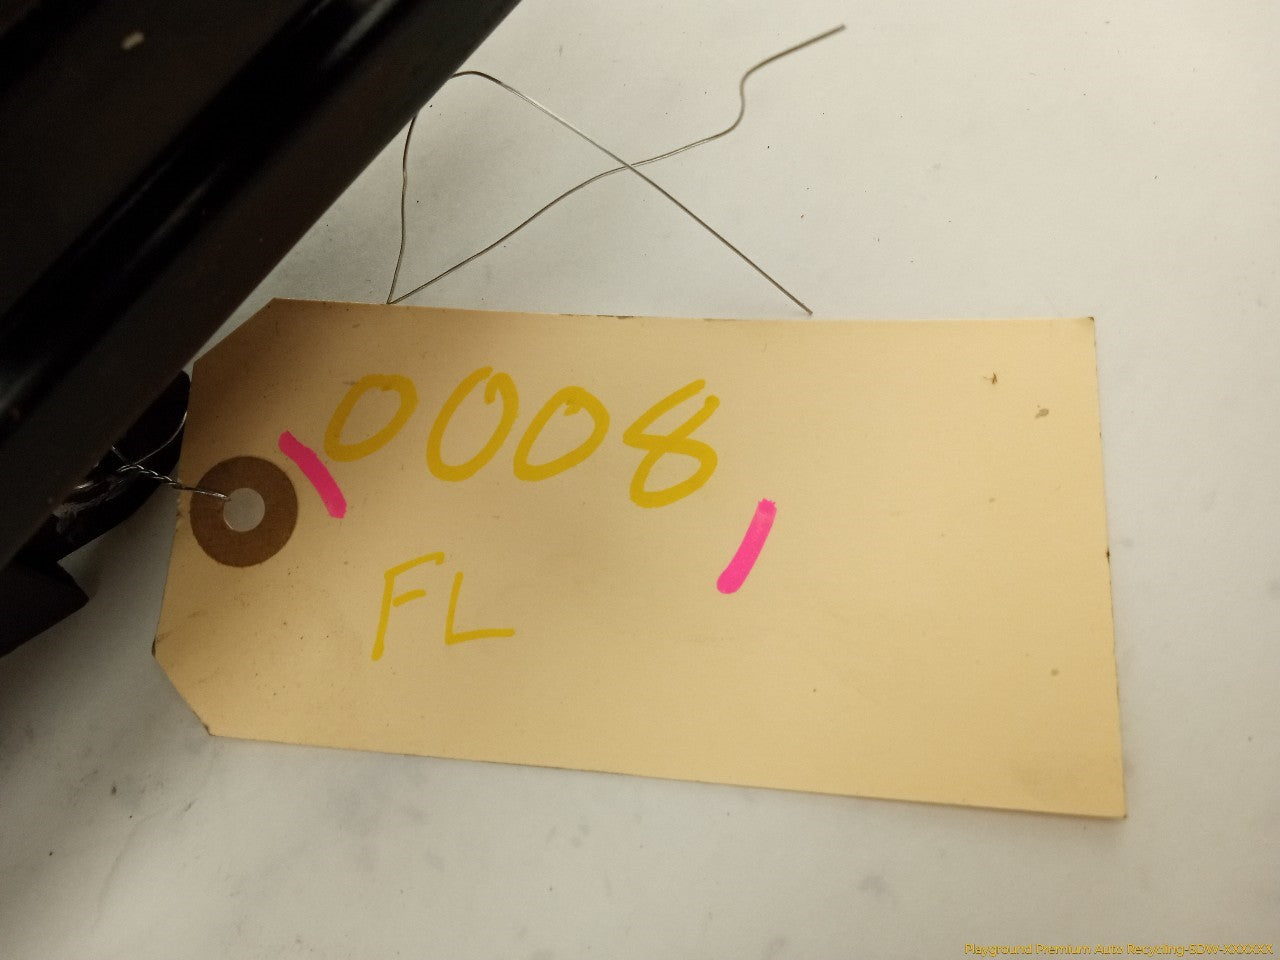 0008
FL
Playground Premium Auto Recycling-SDW-XXXXXX